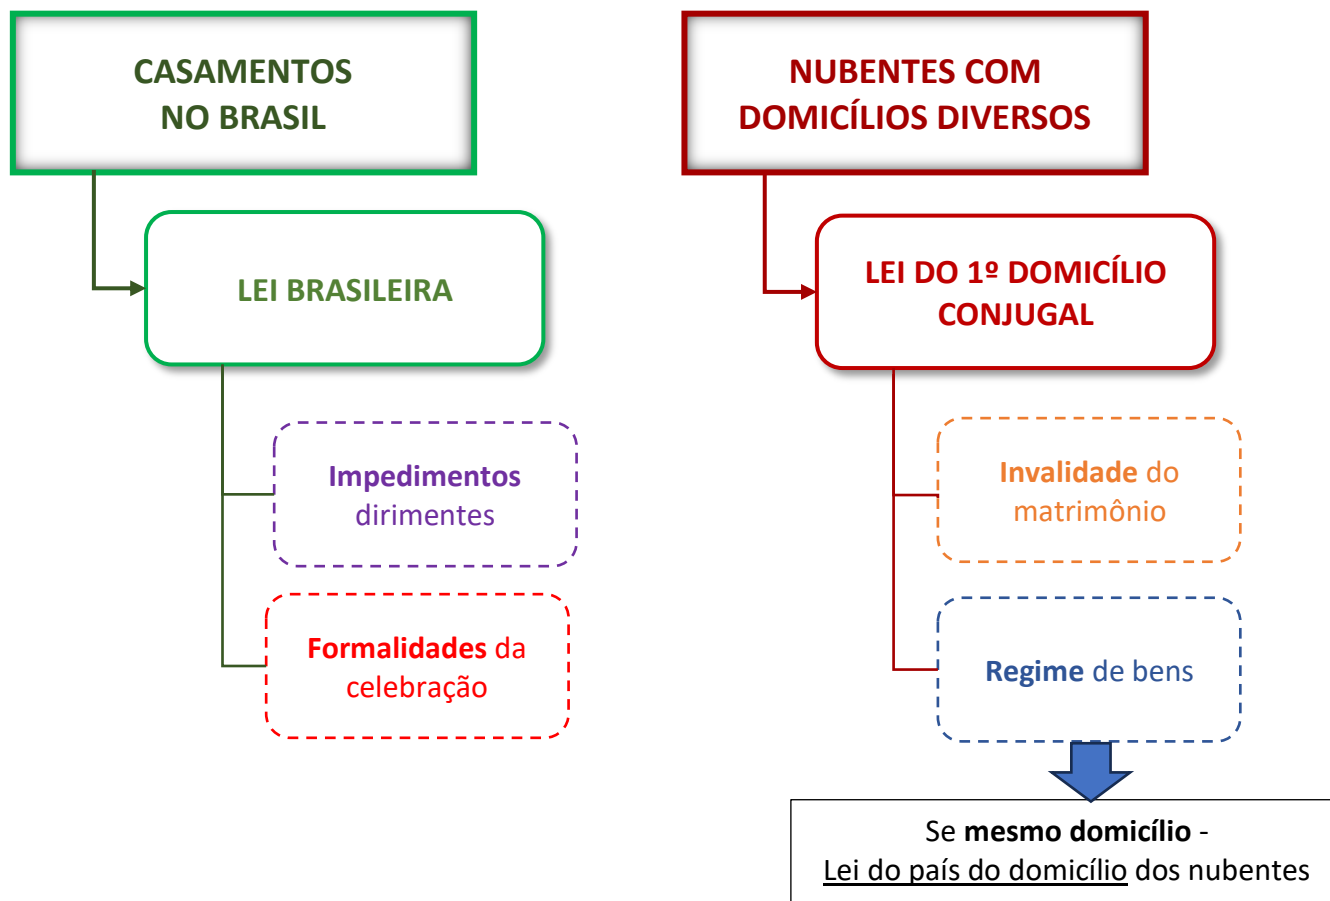 CASAMENTOS
NO BRASIL
LEI BRASILEIRA
Impedimentos
dirimentes
Formalidades da
celebração
NUBENTES COM
DOMICÍLIOS DIVERSOS
LEI DO 1º DOMICÍLIO
CONJUGAL
Invalidade do
matrimônio
Regime de bens
Se mesmo domicílio -
Lei do país do domicílio dos nubentes